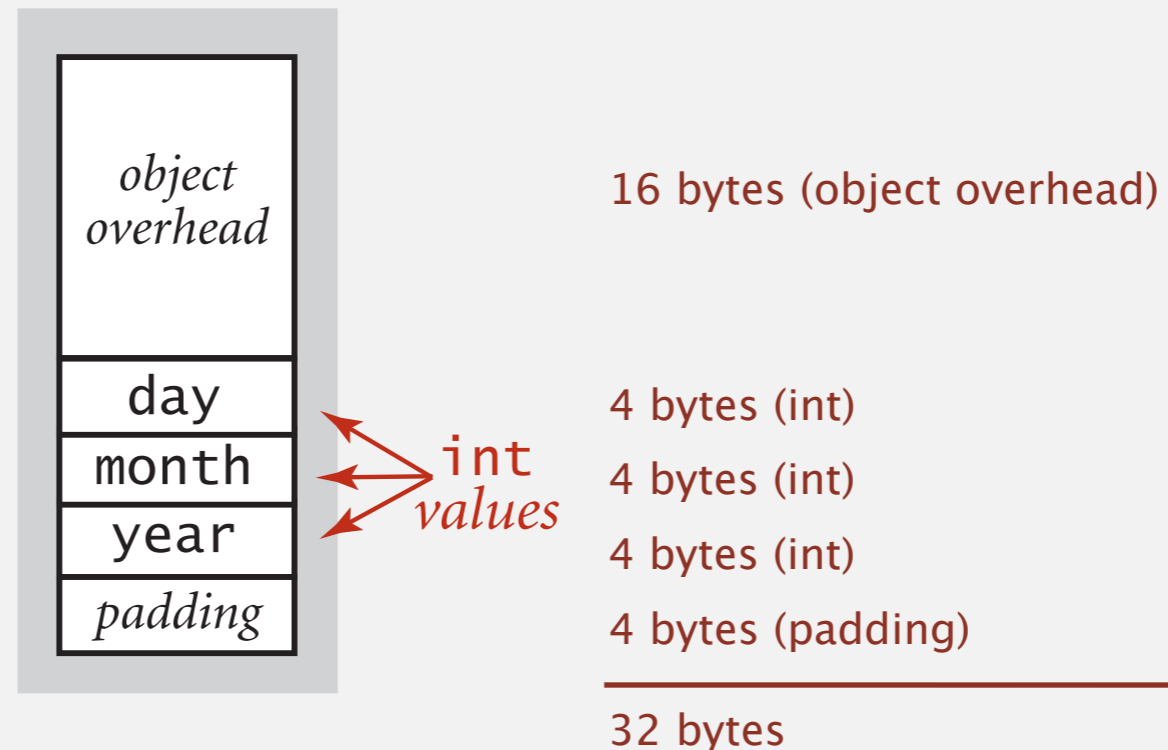 object
overhead
16 bytes (object overhead)
day
4 bytes (int)
month
int
values
4 bytes (int)
year
4 bytes (int)
padding
4 bytes (padding)
32 bytes